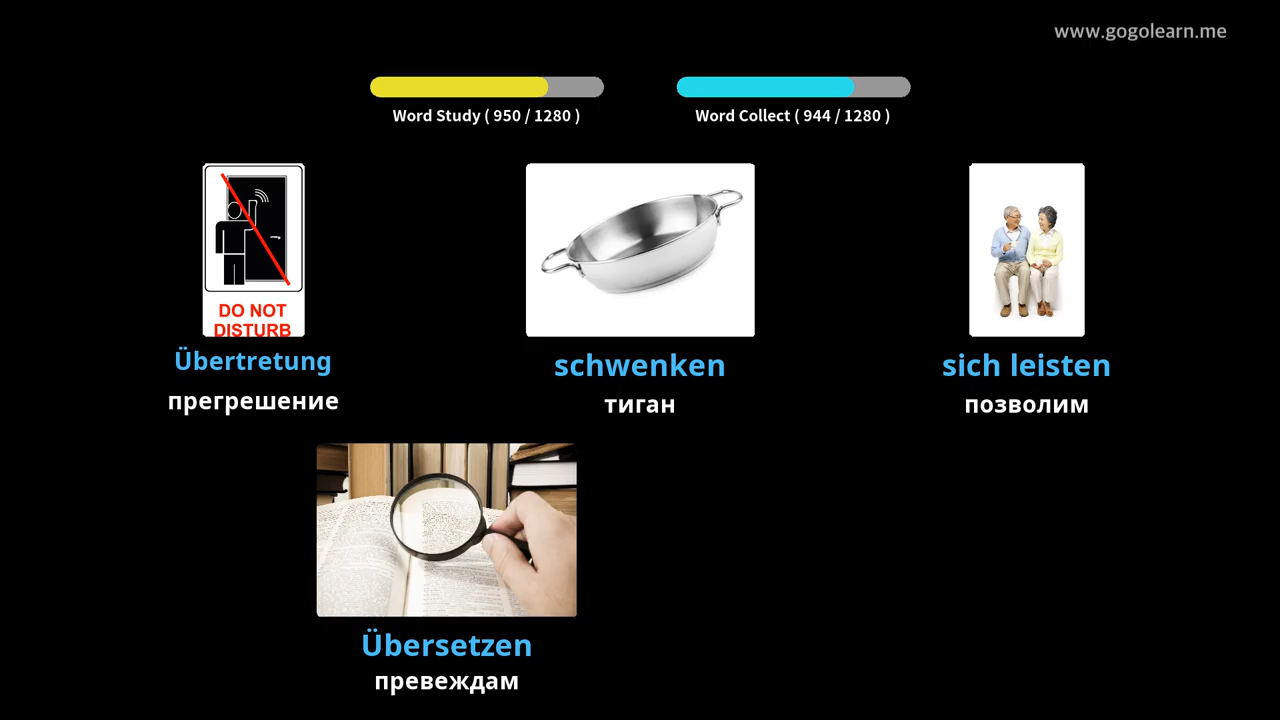 www.gogolearn.me
Word Study ( 950 / 1280 )
Word Collect ( 944 / 1280 )
DO NOT
DISTURB
Übertretung
прегрешение
schwenken
тиган
sich leisten
позволим
Übersetzen
превеждам